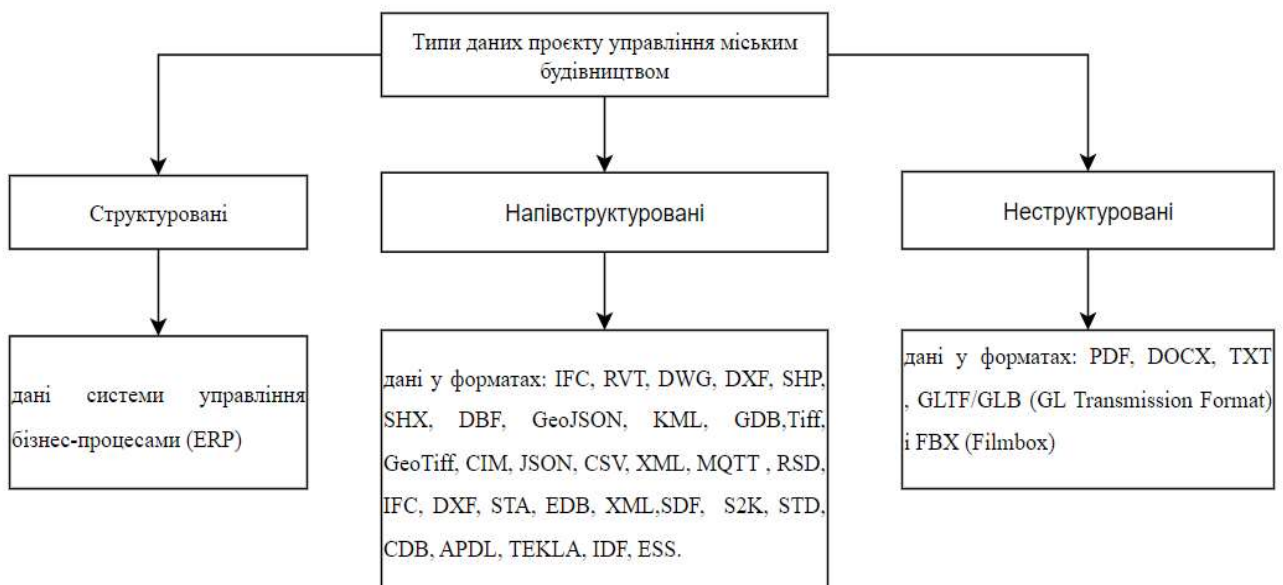 Типи даних проєкту управління міським
будівництвом
Структуровані
Напівструктуровані
Неструктуровані
дані системи управління
бізнес-процесами (ERP)
дані у форматах: IFC, RVT, DWG, DXF, SHP,
SHX, DBF, GeoJSON, KML, GDB,Tiff,
GeoTiff, CIM, JSON, CSV, XML, MQTT , RSD,
IFC, DXF, STA, EDB, XML,SDF, S2K, STD,
CDB, APDL, TEKLA, IDF, ESS.
дані у форматах: PDF, DOCX, TXT
, GLTF/GLB (GL Transmission Format)
і FBX (Filmbox)